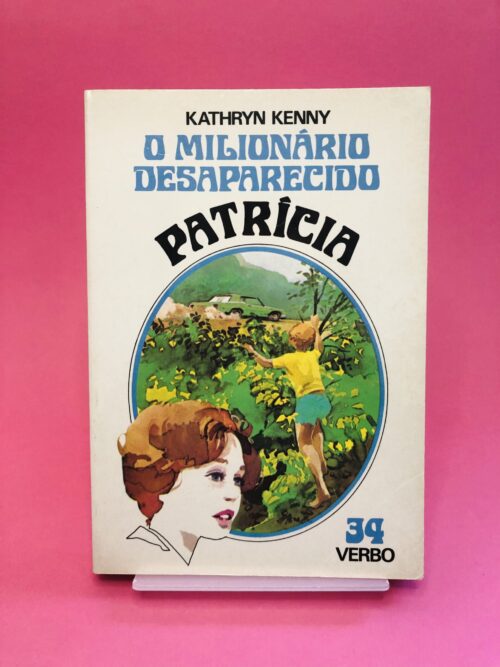 KATHRYN KENNY
O MILIONÁRIO
DESAPARECIDO
PATRÍCIA
34
VERBO